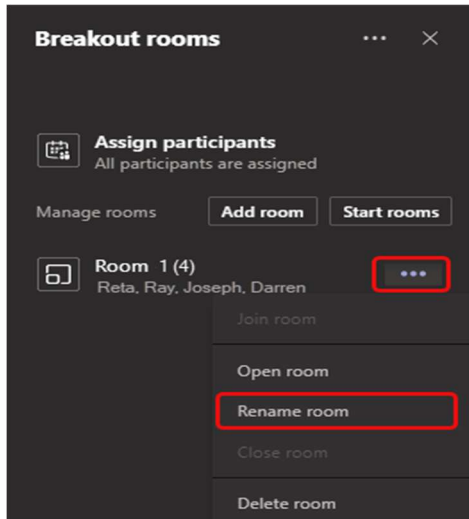 Breakout rooms
Assign participants
All participants are assigned
Manage rooms Add room Start rooms
Room 1 (4)
Reta, Ray, Joseph, Darren
Join room
Open room
Rename room
Close room
Delete room